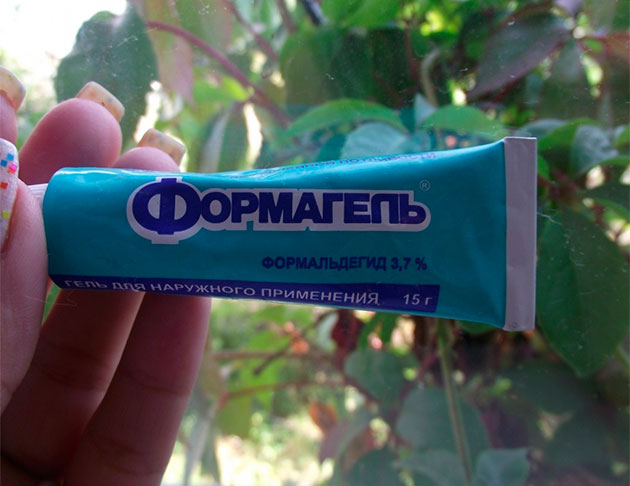 ФОРМАГЕЛЬ®
ФОРМАЛЬДЕГИД 3,7 %
ГЕЛЬ ДЛЯ НАРУЖНОГО ПРИМЕНЕНИЯ 15 г